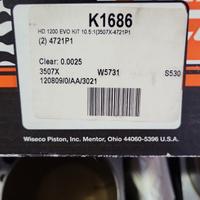 K1686
HD 1200 EVO KIT 10.5:1(3507X-4721P1
(2) 4721P1
Clear: 0.0025
3507X W5731 S530
120809/0/AA/3021
Wiseco Piston, Inc. Mentor, Ohio 44060-5396 U.S.A.